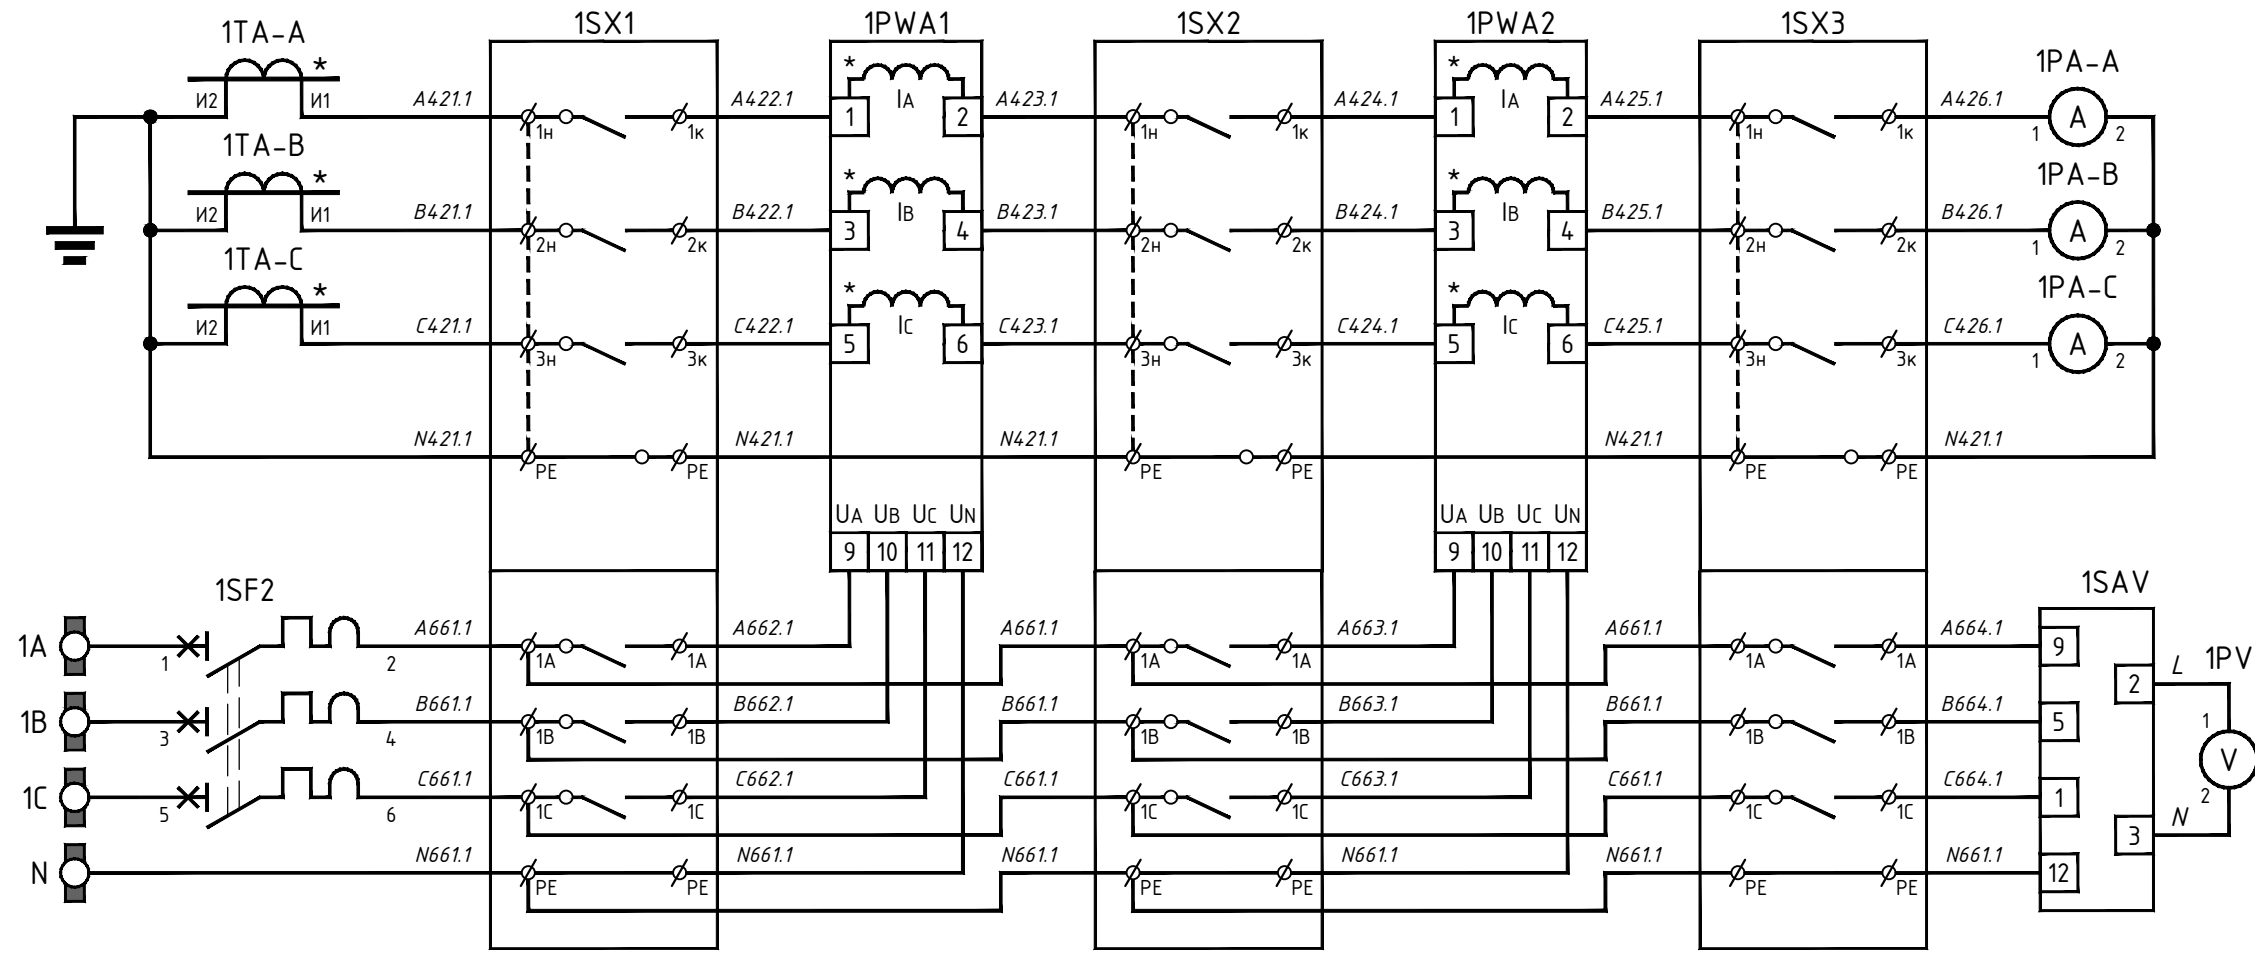 1TA-A 1SX1 1PWA1 1SX2 1PWA2 1SX3 1PA-A
* * *
И2 И1 A421.1 A422.1 IA A423.1 A424.1 IA A425.1 A426.1
1н 1к 1 2 1н 1к 1 2 1н 1к 1 A 2
1TA-B 1PA-B
* * *
И2 И1 B421.1 B422.1 IB B423.1 B424.1 IB B425.1 B426.1
2н 2к 3 4 2н 2к 3 4 2н 2к 1 A 2
1TA-C 1PA-C
* * *
И2 И1 C421.1 C422.1 IC C423.1 C424.1 IC C425.1 C426.1
3н 3к 5 6 3н 3к 5 6 3н 3к 1 A 2
N421.1 N421.1 N421.1 N421.1 N421.1 N421.1
PE PE PE PE PE PE
UA UB UC UN UA UB UC UN
9 10 11 12 9 10 11 12
1SF2 1SAV
1A 1 2 A661.1 A662.1 A661.1 A663.1 A661.1 A664.1 9
1A 1A 1A 1A 1A 1A
2 L 1PV
1B 3 4 B661.1 B662.1 B661.1 B663.1 B661.1 B664.1 5 1
1B 1B 1B 1B 1B 1B
V
1C 5 6 C661.1 C662.1 C661.1 C663.1 C661.1 C664.1 1 2
1C 1C 1C 1C 1C 1C
3 N
N N661.1 N661.1 N661.1 N661.1 N661.1 N661.1 12
PE PE PE PE PE PE